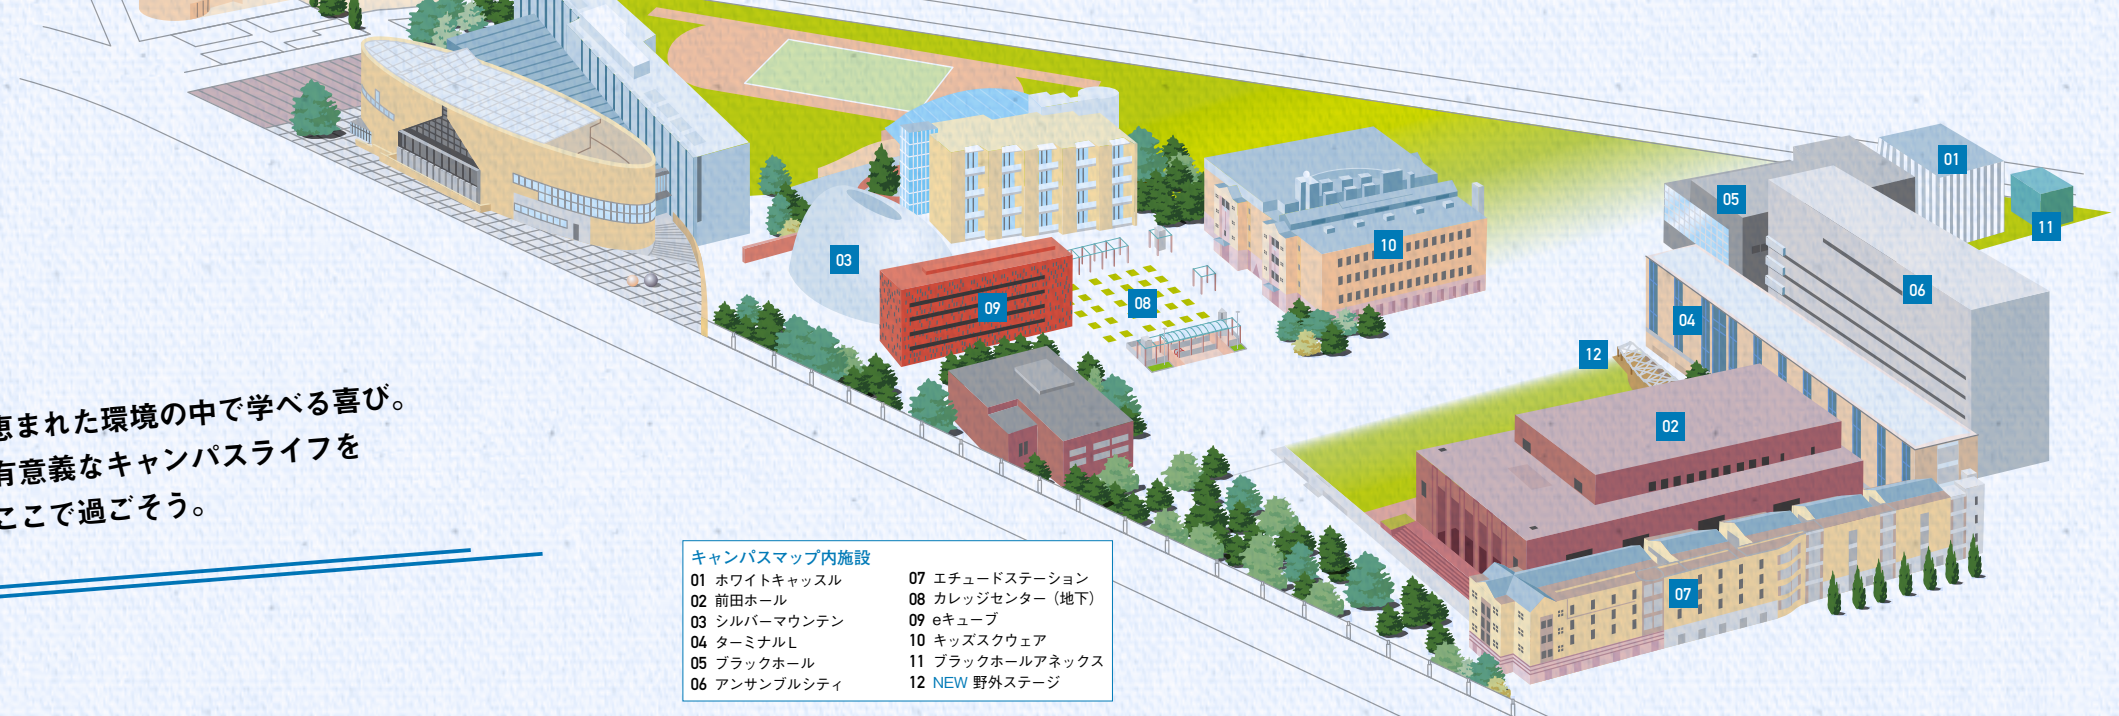 恵まれた環境の中で学べる喜び。
有意義なキャンパスライフを
ここで過ごそう。
01
05
11
10
03
06
08
09
04
12
02
07
キャンパスマップ内施設
01 ホワイトキャッスル
02 前田ホール
03 シルバーマウンテン
04 ターミナルL
05 ブラックホール
06 アンサンブルシティ
07 エチュードステーション
08 カレッジセンター（地下）
09 eキューブ
10 キッズスクウェア
11 ブラックホールアネックス
12 NEW 野外ステージ